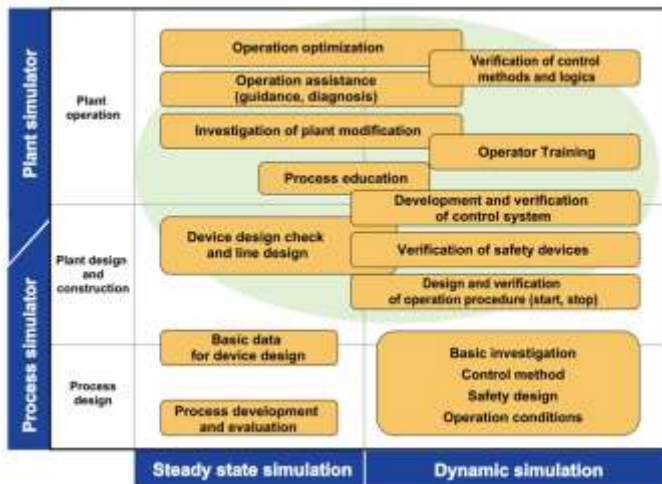 Plant simulator
Process simulator
Plant
operation
Plant design
and
construction
Process
design
Operation optimization
Operation assistance
(guidance, diagnosis)
Investigation of plant modification
Process education
Verification of control
methods and logics
Operator Training
Development and verification
of control system
Device design check
and line design
Verification of safety devices
Design and verification
of operation procedure (start, stop)
Basic data
for device design
Process development
and evaluation
Basic investigation
Control method
Safety design
Operation conditions
Steady state simulation
Dynamic simulation